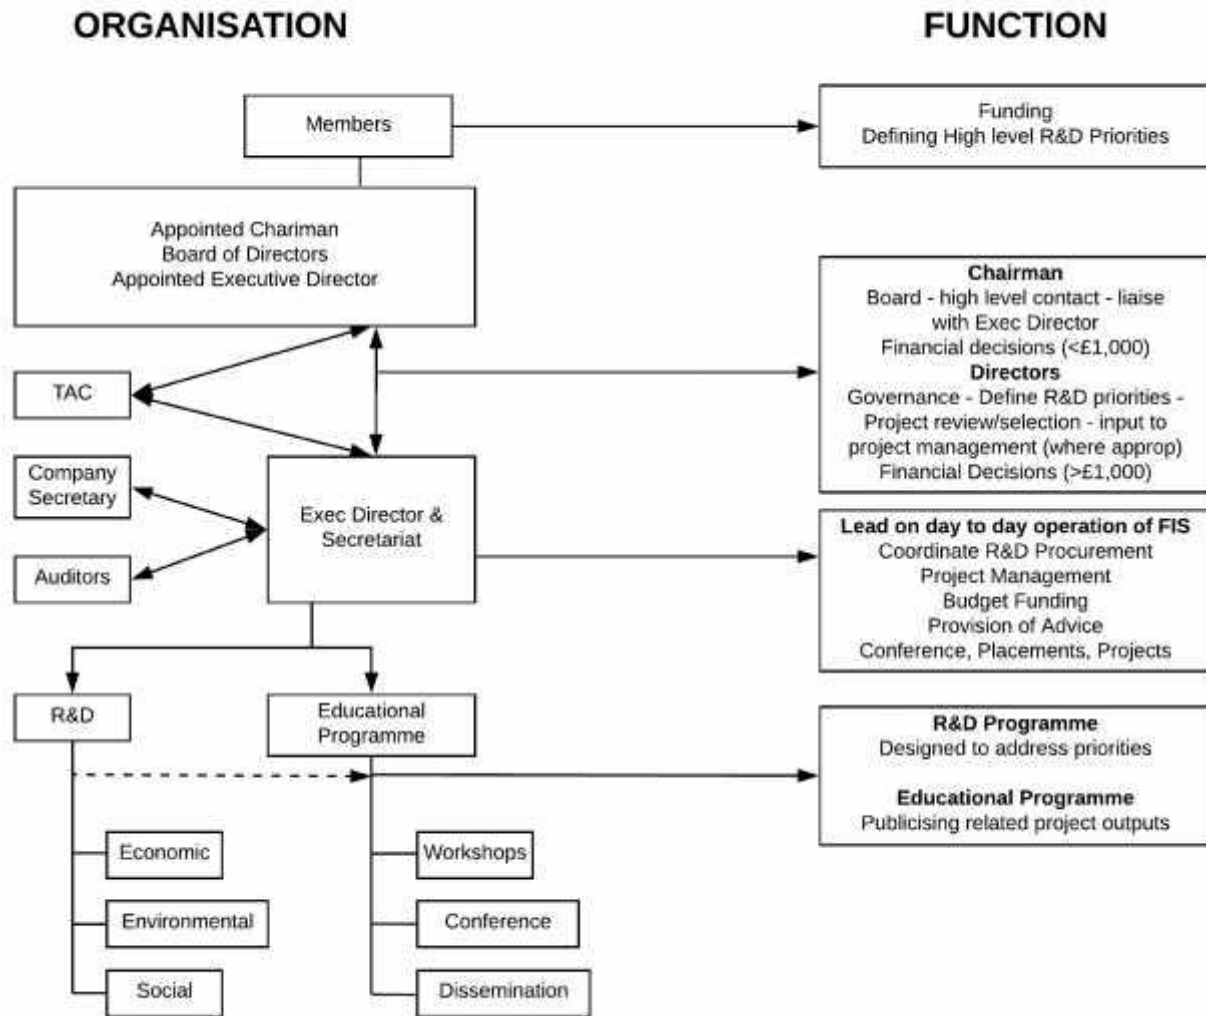 ORGANISATION
FUNCTION
Members
Funding
Defining High level R&D Priorities
Appointed Chariman
Board of Directors
Appointed Executive Director
Chairman
Board - high level contact - liaise
with Exec Director
Financial decisions (<£1,000)
Directors
Governance - Define R&D priorities -
Project review/selection - input to
project management (where approp)
Financial Decisions (>£1,000)
TAC
Company
Secretary
Exec Director &
Secretariat
Auditors
Lead on day to day operation of FIS
Coordinate R&D Procurement
Project Management
Budget Funding
Provision of Advice
Conference, Placements, Projects
R&D
Educational
Programme
R&D Programme
Designed to address priorities
Educational Programme
Publicising related project outputs
Economic
Environmental
Social
Workshops
Conference
Dissemination